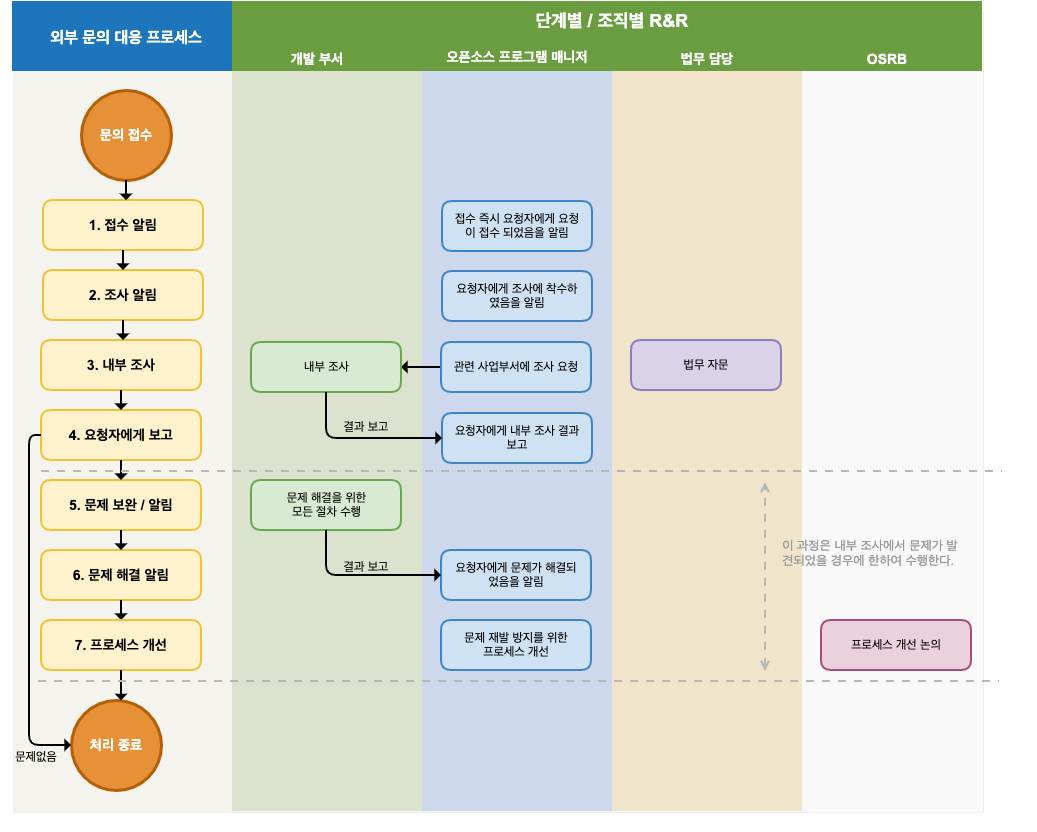 외부 문의 대응 프로세스
단계별 / 조직별 R&R
개발 부서
오픈소스 프로그램 매니저
법무 담당
OSRB
문의 접수
1. 접수 알림
접수 즉시 요청자에게 요청
이 접수 되었음을 알림
2. 조사 알림
요청자에게 조사에 착수하
였음을 알림
3. 내부 조사
내부 조사
관련 사업부서에 조사 요청
법무 자문
4. 요청자에게 보고
결과 보고
요청자에게 내부 조사 결과
보고
5. 문제 보완 / 알림
문제 해결을 위한
모든 절차 수행
이 과정은 내부 조사에서 문제가 발
견되었을 경우에 한하여 수행한다.
6. 문제 해결 알림
결과 보고
요청자에게 문제가 해결되
었음을 알림
7. 프로세스 개선
문제 재발 방지를 위한
프로세스 개선
프로세스 개선 논의
처리 종료
문제없음